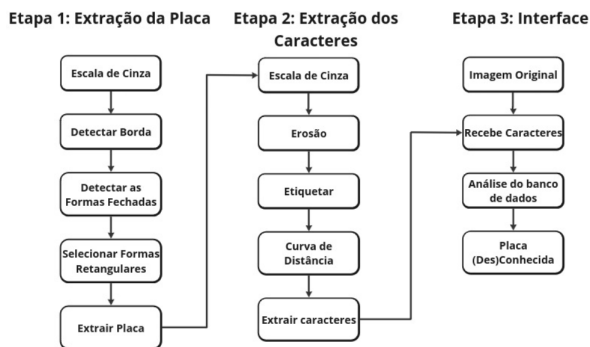 Etapa 1: Extração da Placa
Escala de Cinza
Detectar Borda
Detectar as
Formas Fechadas
Selecionar Formas
Retangulares
Extrair Placa
Etapa 2: Extração dos
Caracteres
Escala de Cinza
Erosão
Etiquetar
Curva de
Distância
Extrair caracteres
Etapa 3: Interface
Imagem Original
Recebe Caracteres
Análise do banco
de dados
Placa
(Des)Conhecida